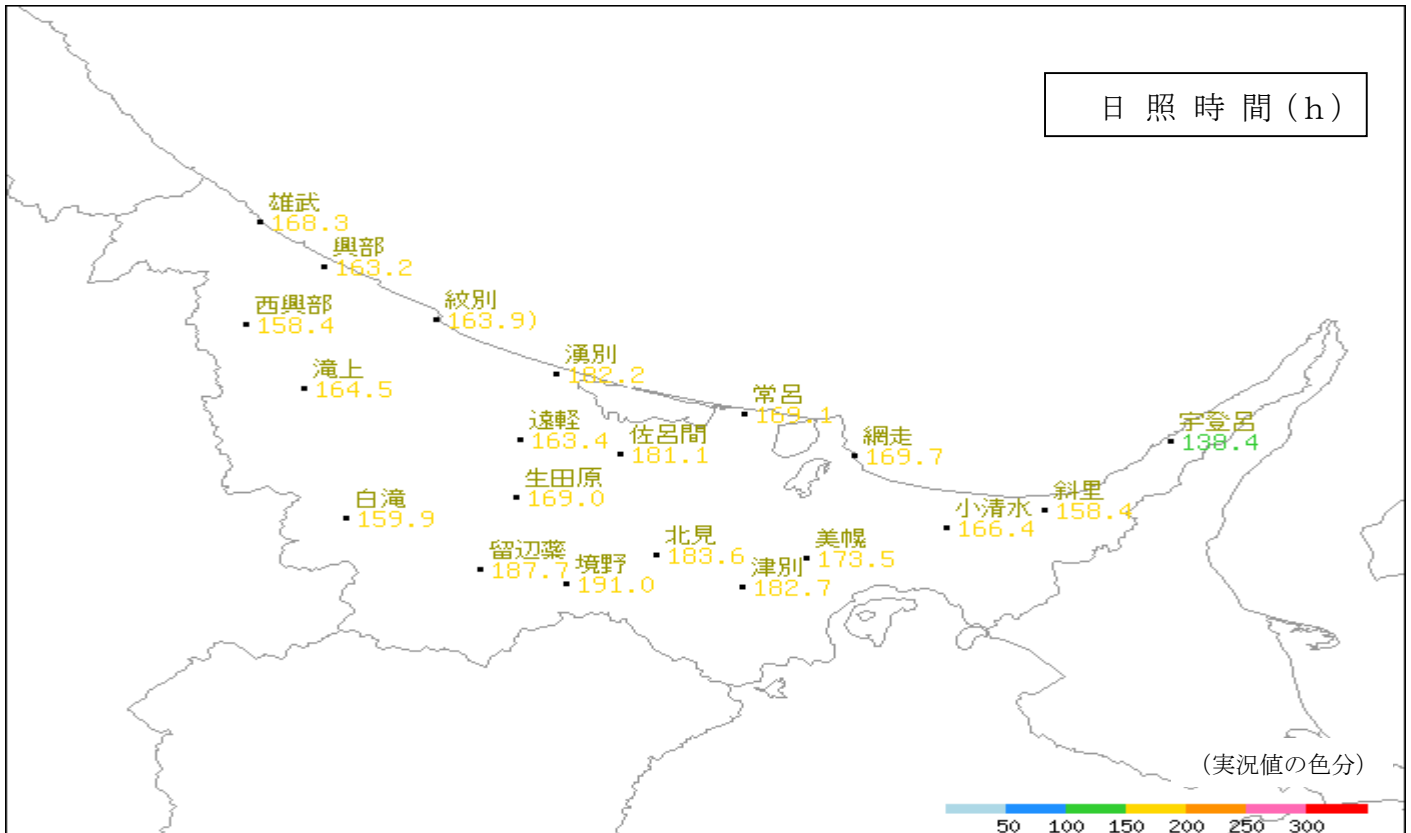 日照時間(h)
雄武
168.3
興部
163.2
西興部
158.4
紋別
163.9)
滝上
164.5
湧別
182.2
常呂
169.1
遠軽
163.4
佐呂間
181.1
網走
169.7
宇登呂
138.4
生田原
169.0
白滝
159.9
小清水
166.4
斜里
158.4
留辺蘂
187.7
境野
191.0
北見
183.6
津別
182.7
美幌
173.5
(実況値の色分)
50 100 150 200 250 300